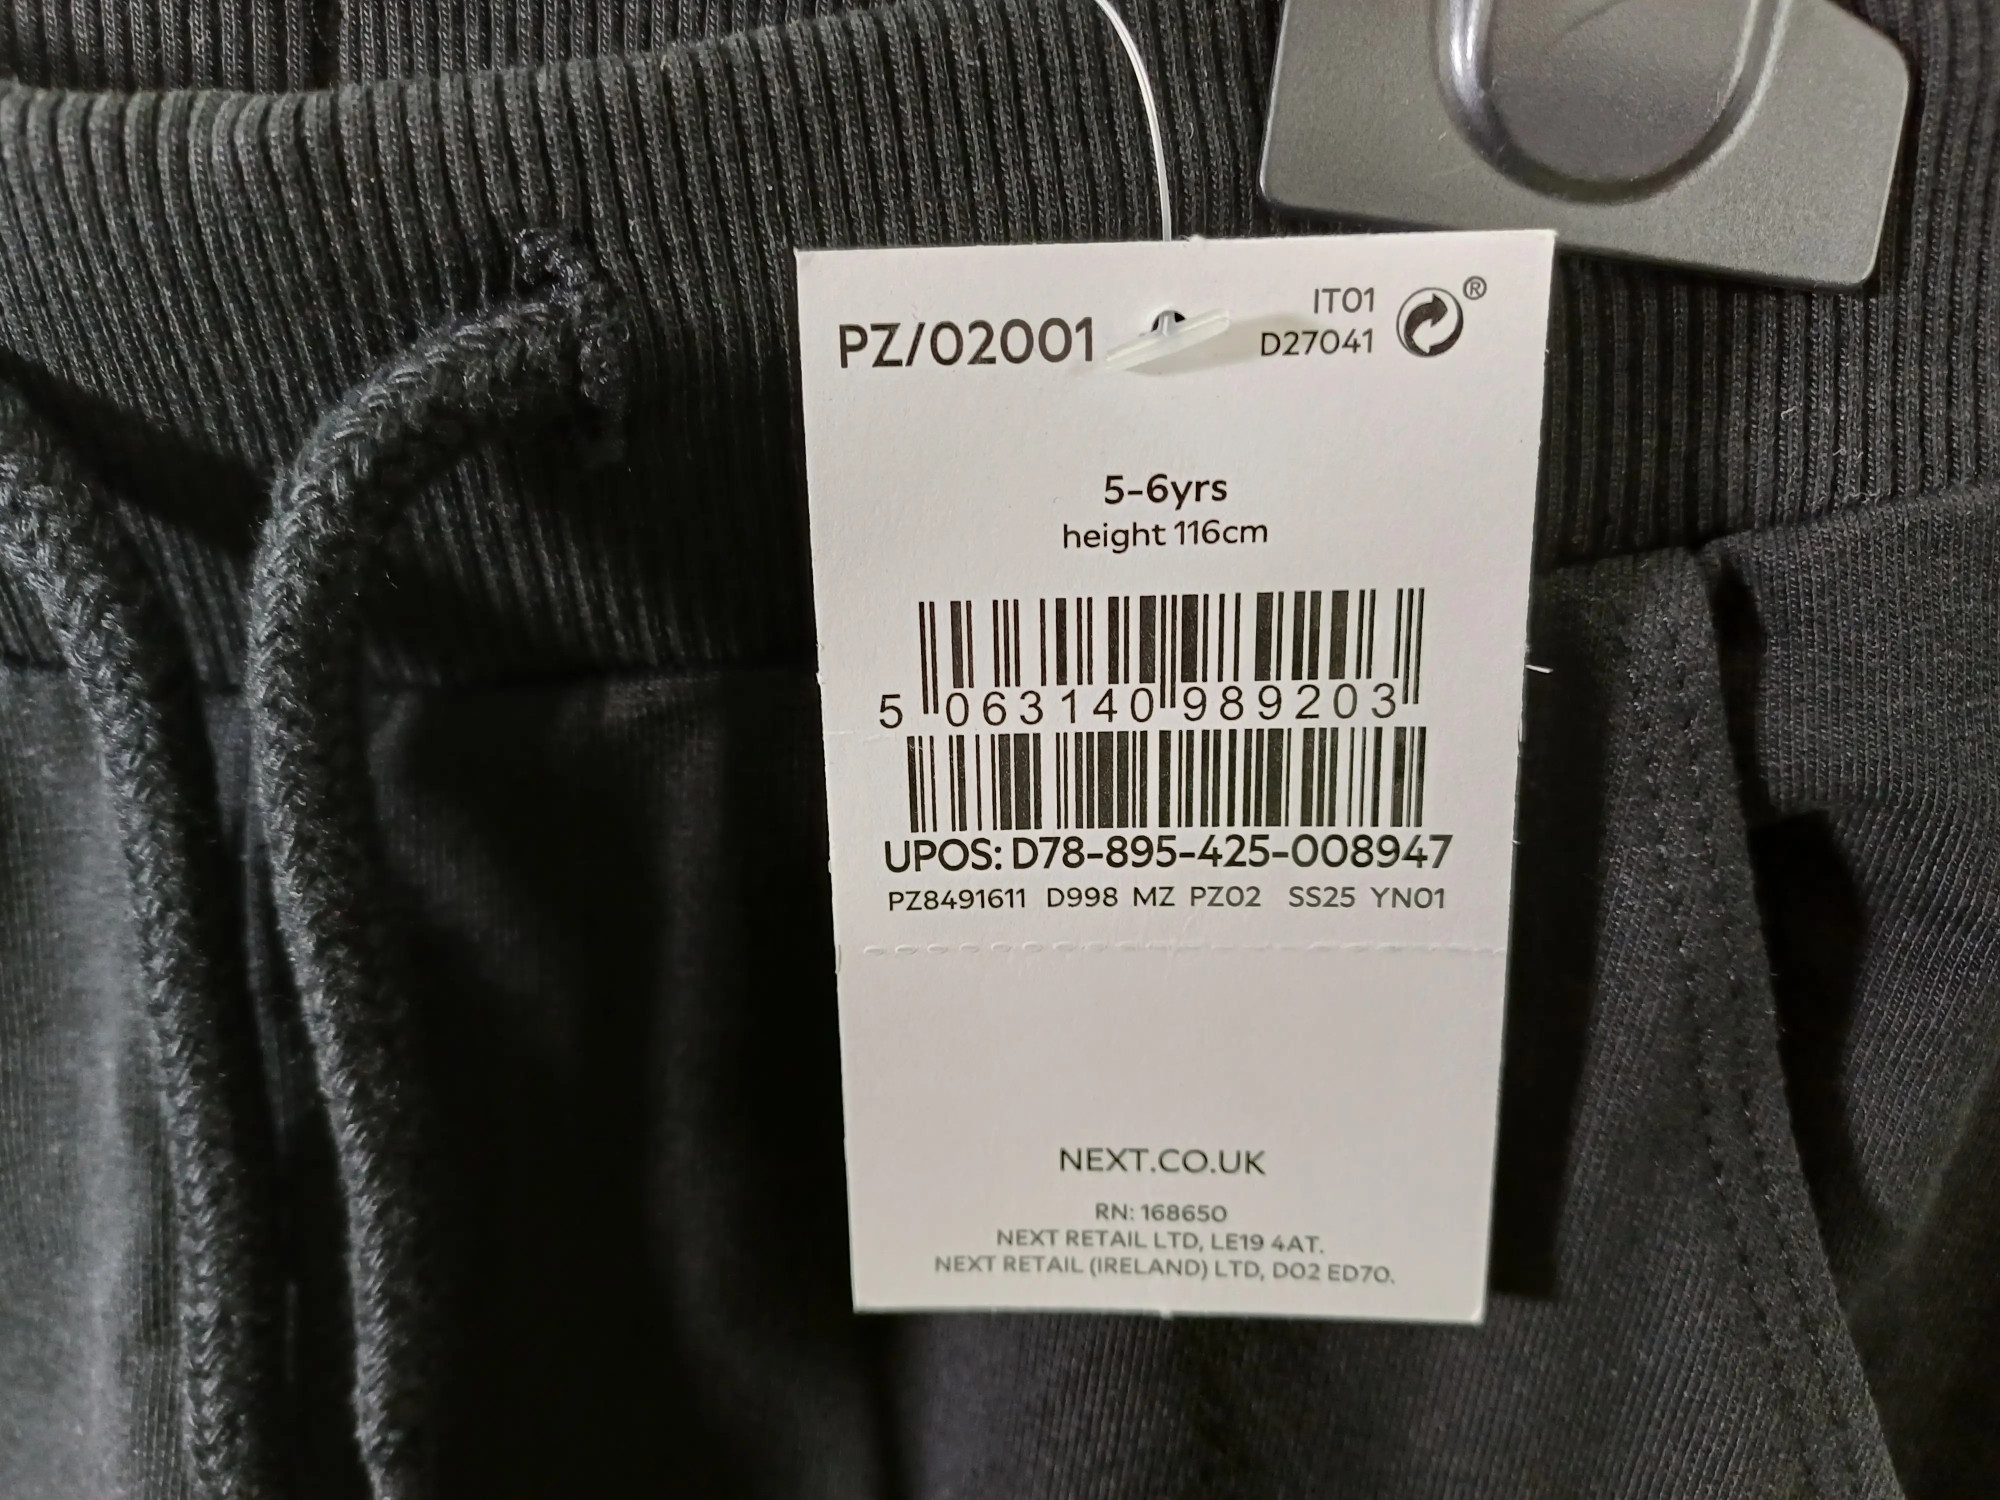 PZ/02001
IT01
D27041
®
5-6yrs
height 116cm
5 063140 989203
UPOS: D78-895-425-008947
PZ8491611 D998 MZ PZ02 SS25 YN01
NEXT.CO.UK
RN: 168650
NEXT RETAIL LTD, LE19 4AT.
NEXT RETAIL (IRELAND) LTD, D02 ED70.